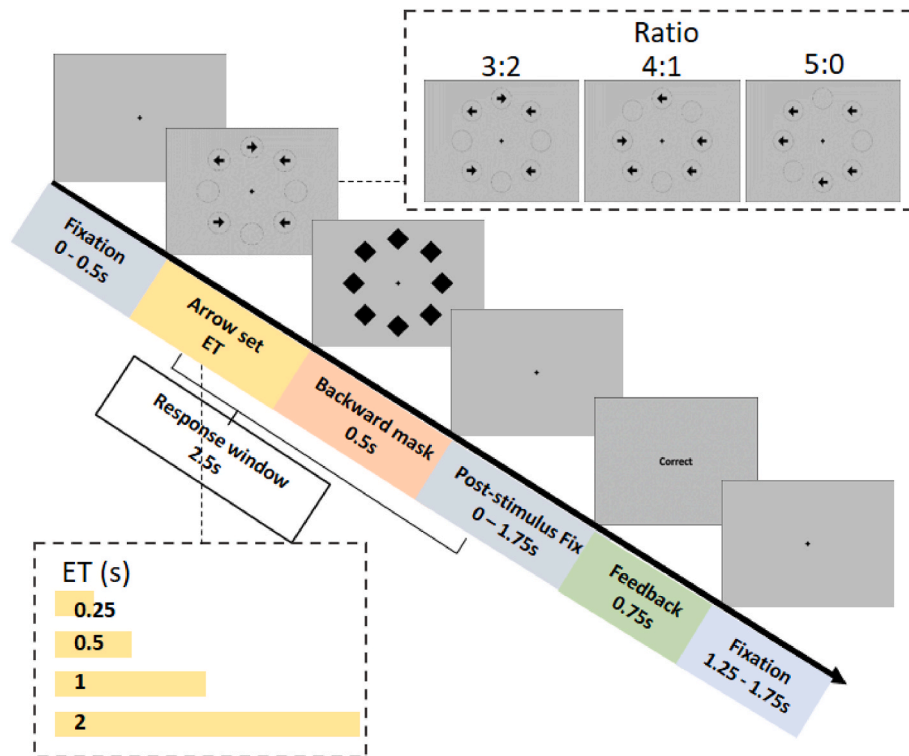 Ratio
3:2 4:1 5:0
Fixation
0 - 0.5s
Arrow set
ET
Backward mask
0.5s
Response window
2.5s
Post-stimulus Fix
0 – 1.75s
Correct
Feedback
0.75s
Fixation
1.25 - 1.75s
ET (s)
0.25
0.5
1
2